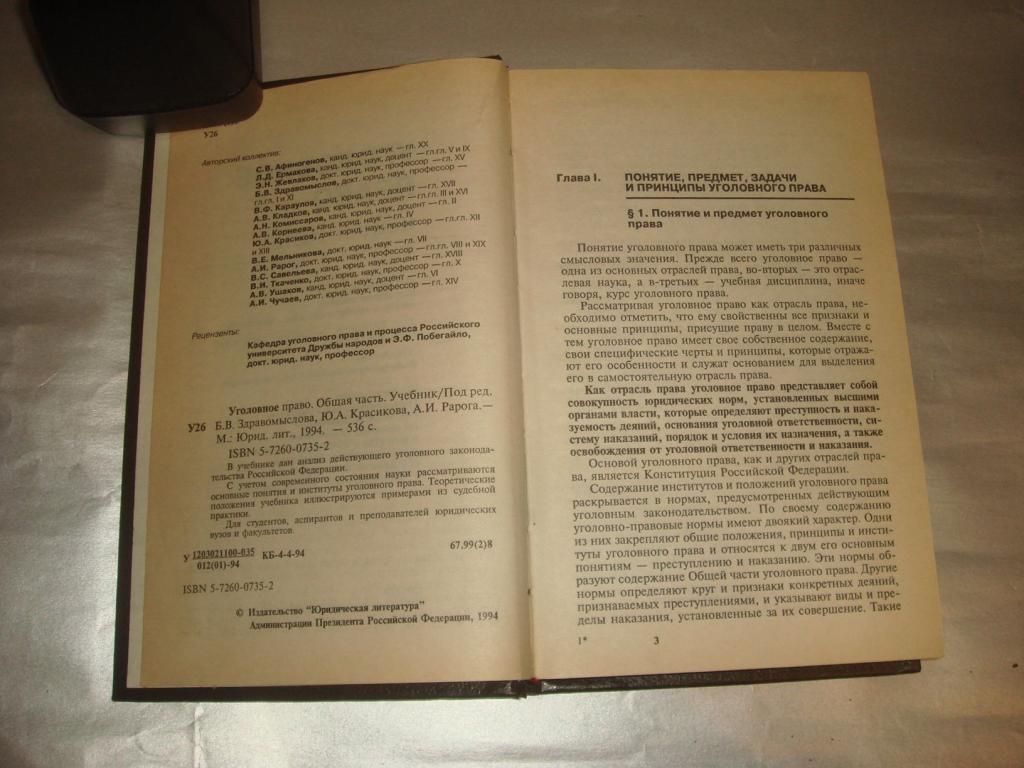 У26
Авторский коллектив:
С.В. Афиногенов, канд. юрид. наук — гл. XX
Л.Д. Ермакова, канд. юрид. наук, доцент — гл.гл. V и IX
Э.Н. Жевлаков, докт. юрид. наук, профессор — гл. XV
Б.В. Здравомыслов, докт. юрид. наук, профессор —
гл.гл. I и XI
В.Ф. Караулов, канд. юрид. наук, доцент — гл. XVII
А.В. Кладков, канд. юрид. наук, доцент — гл.гл. III и XVI
А.Н. Комиссаров, канд. юрид. наук, доцент — гл. II
А.В. Корнеева, канд. юрид. наук — гл. IV
Ю.А. Красиков, докт. юрид. наук, профессор — гл.гл. XII
и XIII
В.Е. Мельникова, докт. юрид. наук — гл. VII
А.И. Рарог, докт. юрид. наук, профессор — гл.гл. VIII и XIX
В.С. Савельева, канд. юрид. наук, доцент — гл. XVIII
В.И. Ткаченко, докт. юрид. наук, профессор — гл. X
А.В. Ушаков, канд. юрид. наук, доцент — гл. VI
А.И. Чучаев, докт. юрид. наук, профессор — гл. XIV
Рецензенты:
Кафедра уголовного права и процесса Российского
университета Дружбы народов и Э.Ф. Побегайло,
докт. юрид. наук, профессор
Уголовное право. Общая часть. Учебник/Под ред.
У26 Б.В. Здравомыслова, Ю.А. Красикова, А.И. Рарога.—
М.: Юрид. лит., 1994. — 536 с.
ISBN 5-7260-0735-2
В учебнике дан анализ действующего уголовного законода-
тельства Российской Федерации.
С учетом современного состояния науки рассматриваются
основные понятия и институты уголовного права. Теоретические
положения учебника иллюстрируются примерами из судебной
практики.
Для студентов, аспирантов и преподавателей юридических
вузов и факультетов.
У 1203021100-035 КБ-4-4-94 67.99(2)8
012(01)-94
ISBN 5-7260-0735-2
© Издательство "Юридическая литература"
Администрации Президента Российской Федерации, 1994
Глава I. ПОНЯТИЕ, ПРЕДМЕТ, ЗАДАЧИ
И ПРИНЦИПЫ УГОЛОВНОГО ПРАВА
§ 1. Понятие и предмет уголовного
права
Понятие уголовного права может иметь три различных
смысловых значения. Прежде всего уголовное право —
одна из основных отраслей права, во-вторых — это отрас-
левая наука, а в-третьих — учебная дисциплина, иначе
говоря, курс уголовного права.
Рассматривая уголовное право как отрасль права, не-
обходимо отметить, что ему свойственны все признаки и
основные принципы, присущие праву в целом. Вместе с
тем уголовное право имеет свое собственное содержание,
свои специфические черты и принципы, которые отража-
ют его особенности и служат основанием для выделения
его в самостоятельную отрасль права.
Как отрасль права уголовное право представляет собой
совокупность юридических норм, установленных высшими
органами власти, которые определяют преступность и нака-
зуемость деяний, основания уголовной ответственности, си-
стему наказаний, порядок и условия их назначения, а также
освобождения от уголовной ответственности и наказания.
Основой уголовного права, как и других отраслей пра-
ва, является Конституция Российской Федерации.
Содержание институтов и положений уголовного права
раскрывается в нормах, предусмотренных действующим
уголовным законодательством. По своему содержанию
уголовно-правовые нормы имеют двоякий характер. Одни
из них закрепляют общие положения, принципы и инсти-
туты уголовного права и относятся к двум его основным
понятиям — преступлению и наказанию. Эти нормы об-
разуют содержание Общей части уголовного права. Другие
нормы определяют круг и признаки конкретных деяний,
признаваемых преступлениями, и указывают виды и пре-
делы наказания, установленные за их совершение. Такие
1* 3